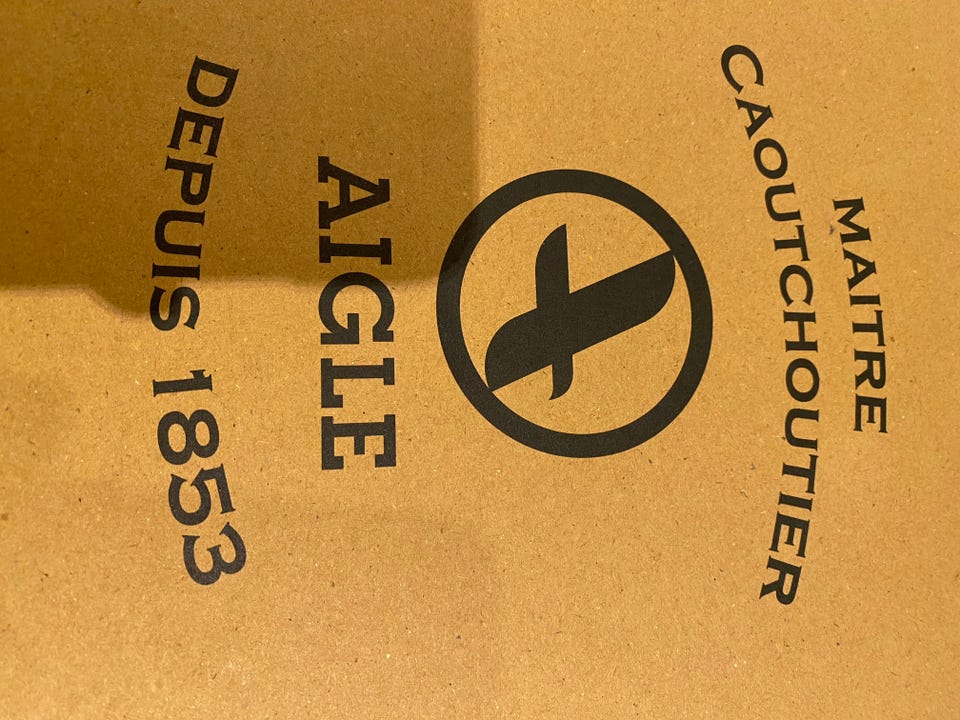 MAITRE
CAOUTCHOUTIER
AIGLE
DEPUIS 1853